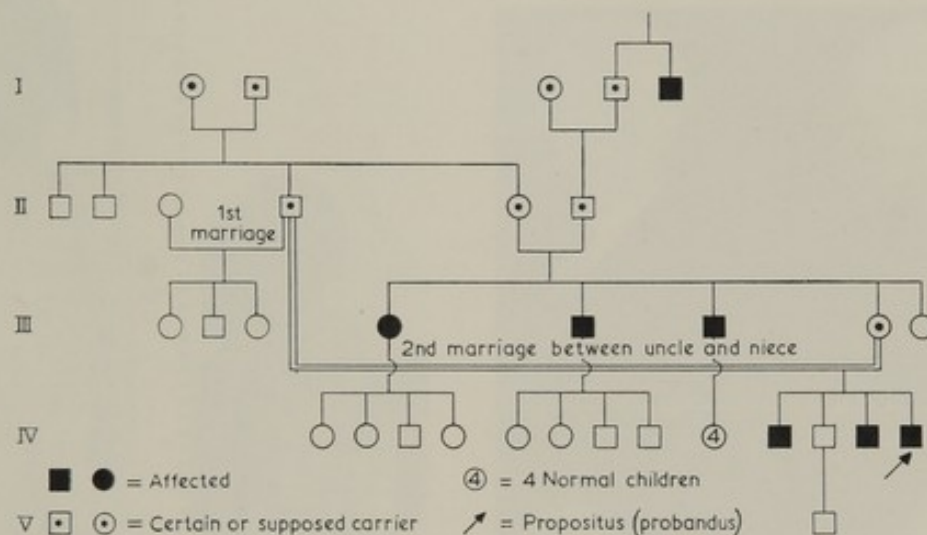 I
II
1st
marriage
III
2nd marriage between uncle and niece
IV
4
= Affected
4 = 4 Normal children
V
= Certain or supposed carrier
= Propositus (probandus)